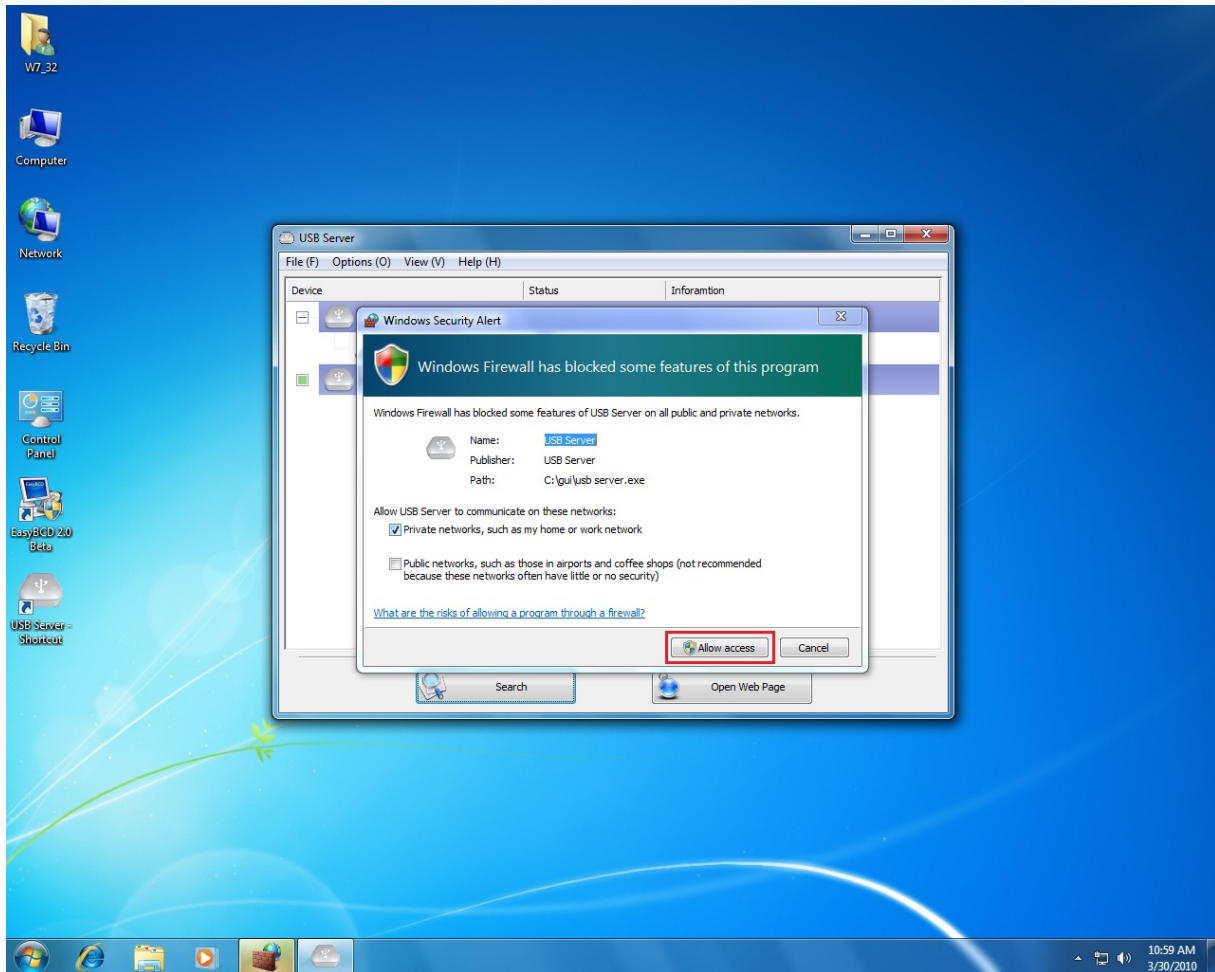 W7_32
Computer
Network
Recycle Bin
Control
Panel
EasyBCD 2.0
Beta
USB Server -
Shortcut
USB Server
File (F) Options (O) View (V) Help (H)
Device Status Inforamtion
Windows Security Alert
Windows Firewall has blocked some features of this program
Windows Firewall has blocked some features of USB Server on all public and private networks.
Name: USB Server
Publisher: USB Server
Path: C:\gui\usb server.exe
Allow USB Server to communicate on these networks:
Private networks, such as my home or work network
Public networks, such as those in airports and coffee shops (not recommended
because these networks often have little or no security)
What are the risks of allowing a program through a firewall?
Allow access Cancel
Search Open Web Page
10:59 AM
3/30/2010